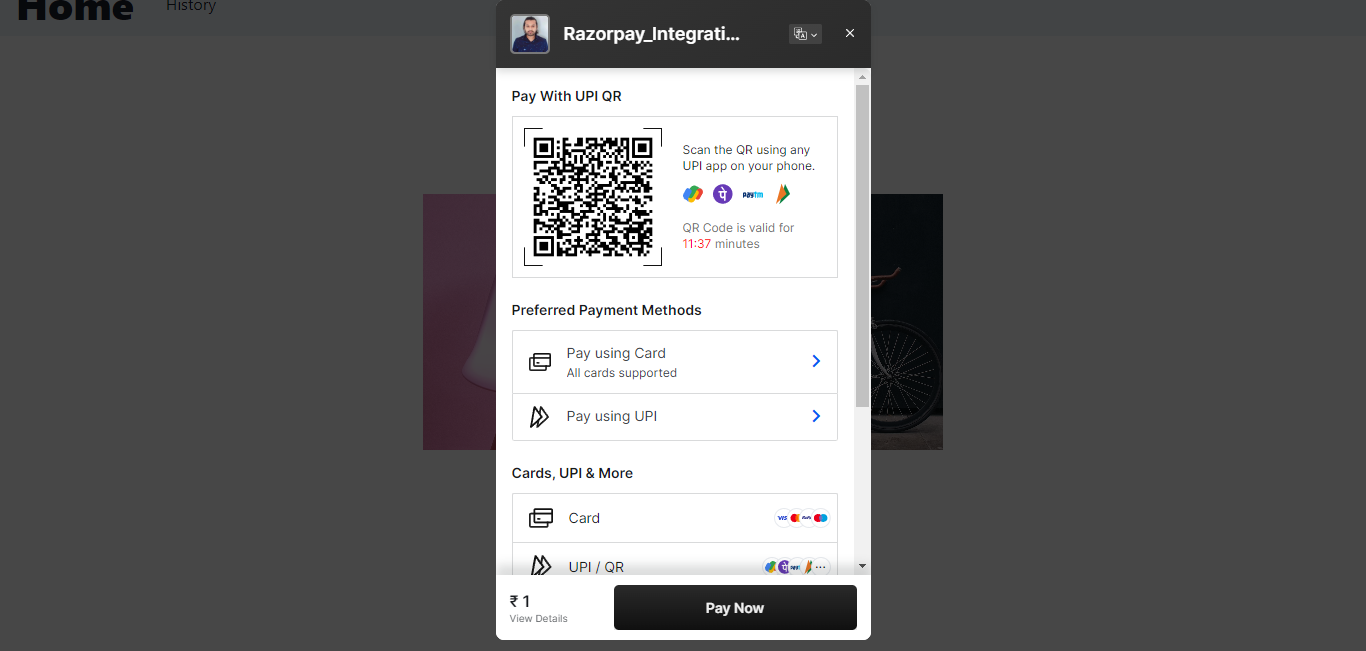 Home
History
Razorpay_Integrati...
Pay With UPI QR
Scan the QR using any
UPI app on your phone.
paytm
QR Code is valid for
11:37 minutes
Preferred Payment Methods
Pay using Card
All cards supported
Pay using UPI
Cards, UPI & More
Card
VISA
UPI / QR
₹ 1
View Details
Pay Now